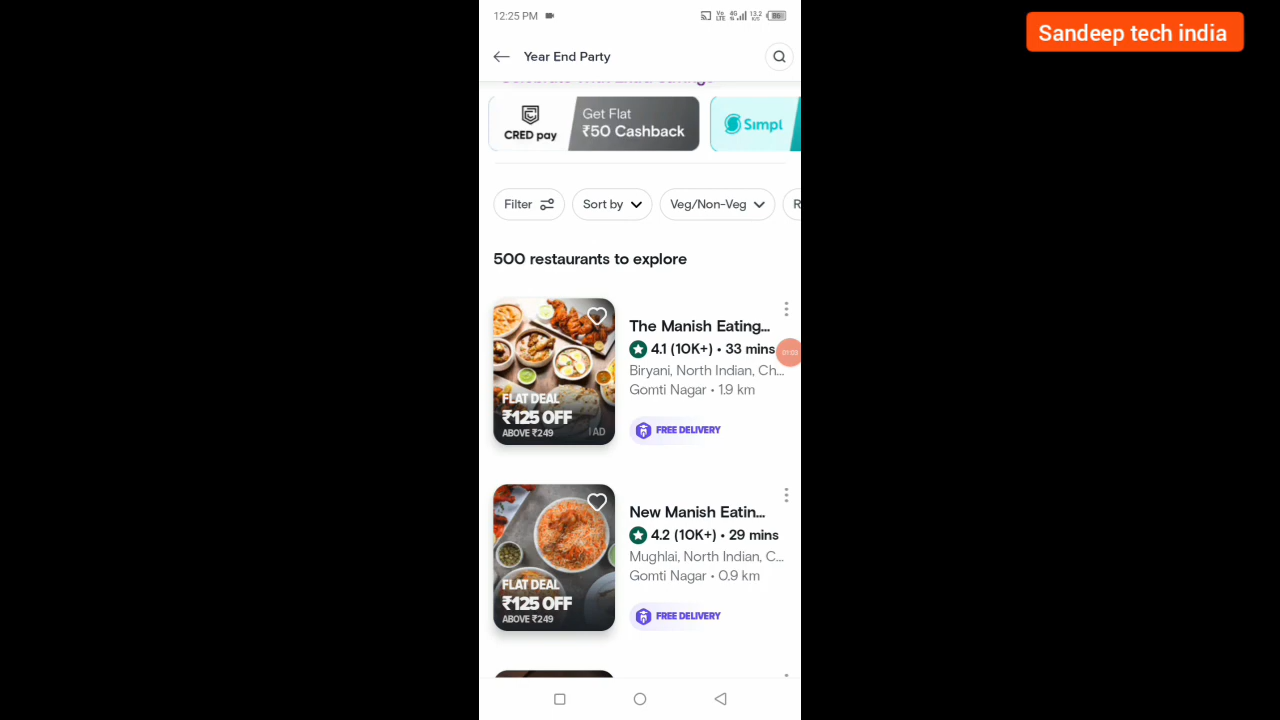 12:25 PM
Sandeep tech india
Year End Party
CRED pay
Get Flat
₹50 Cashback
Simpl
Filter
Sort by
Veg/Non-Veg
R
500 restaurants to explore
The Manish Eating...
4.1 (10K+) • 33 mins
Biryani, North Indian, Ch...
Gomti Nagar • 1.9 km
FREE DELIVERY
FLAT DEAL
₹125 OFF
ABOVE ₹249
AD
01:03
New Manish Eatin...
4.2 (10K+) • 29 mins
Mughlai, North Indian, C...
Gomti Nagar • 0.9 km
FREE DELIVERY
FLAT DEAL
₹125 OFF
ABOVE ₹249